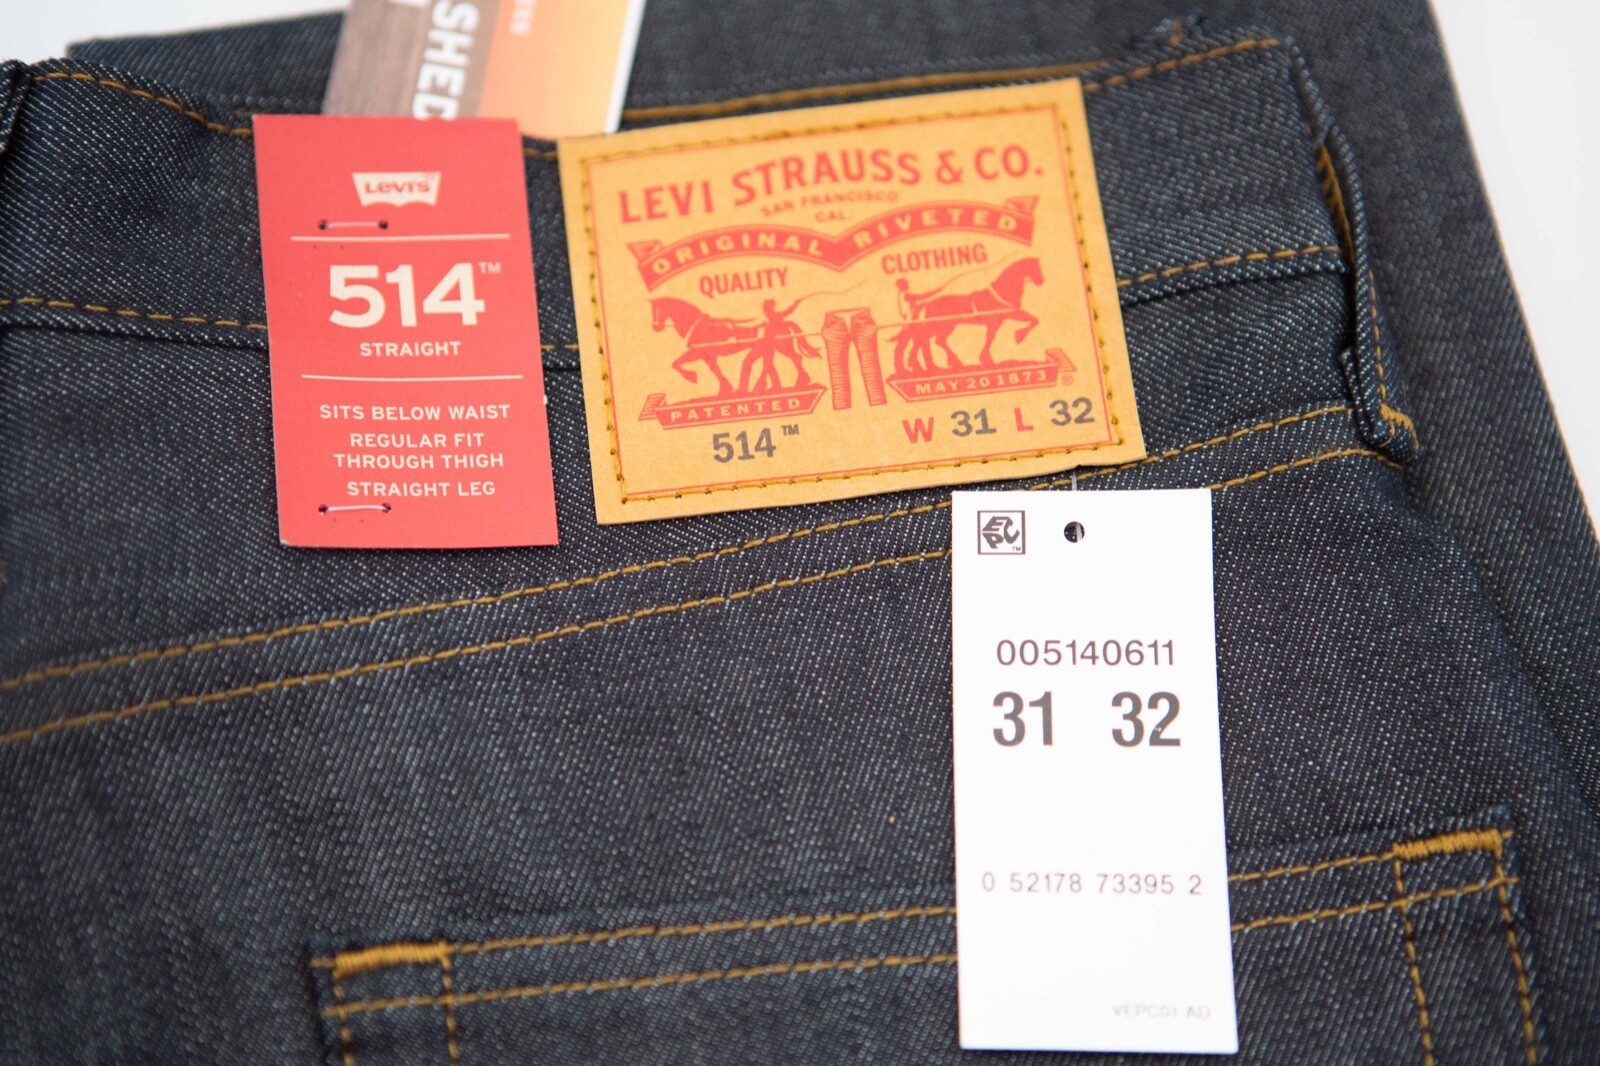 SHED
Levi's®
514™
STRAIGHT
SITS BELOW WAIST
REGULAR FIT
THROUGH THIGH
STRAIGHT LEG
LEVI STRAUSS & CO.
SAN FRANCISCO
CAL.
ORIGINAL RIVETED
QUALITY CLOTHING
PATENTED MAY 20 1873 ®
514™ W 31 L 32
EPC™
005140611
31 32
0 52178 73395 2
VEPC01 AD